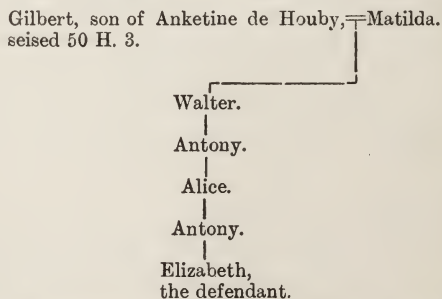 Gilbert, son of Anketine de Houby, Matilda.
seised 50 H. 3.
Walter.
Antony.
Alice.
Antony.
Elizabeth,
the defendant.